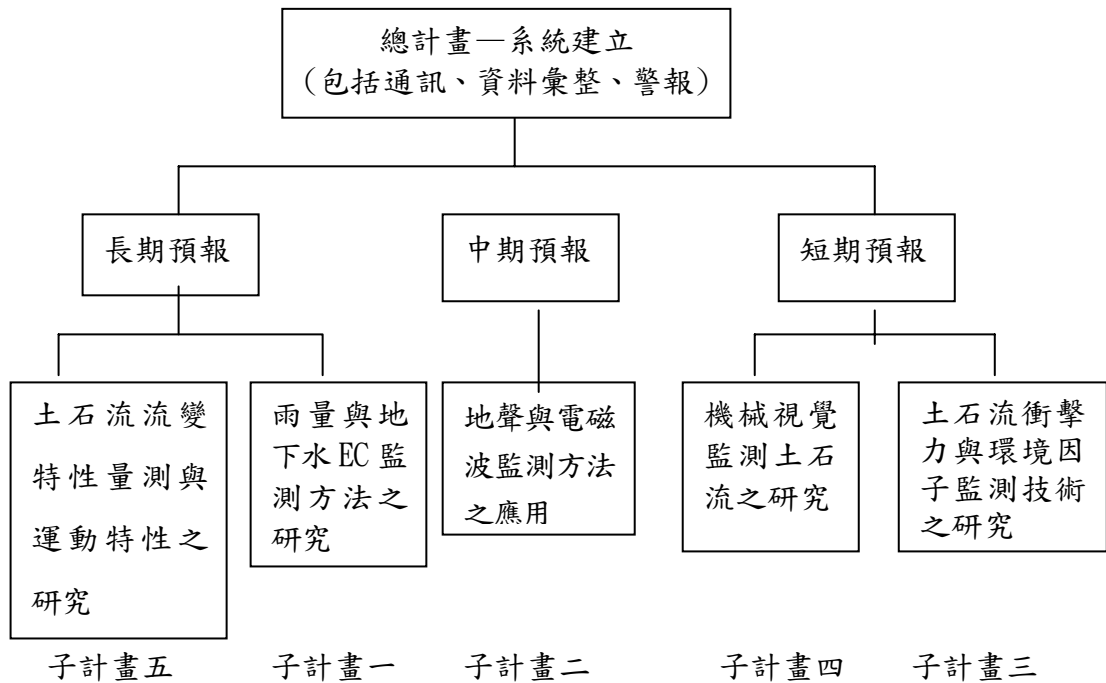 總計畫—系統建立
(包括通訊、資料彙整、警報)
長期預報
中期預報
短期預報
土石流流變
特性量測與
運動特性之
研究
雨量與地
下水EC監
測方法之
研究
地聲與電磁
波監測方法
之應用
機械視覺
監測土石
流之研究
土石流衝擊
力與環境因
子監測技術
之研究
子計畫五
子計畫一
子計畫二
子計畫四
子計畫三